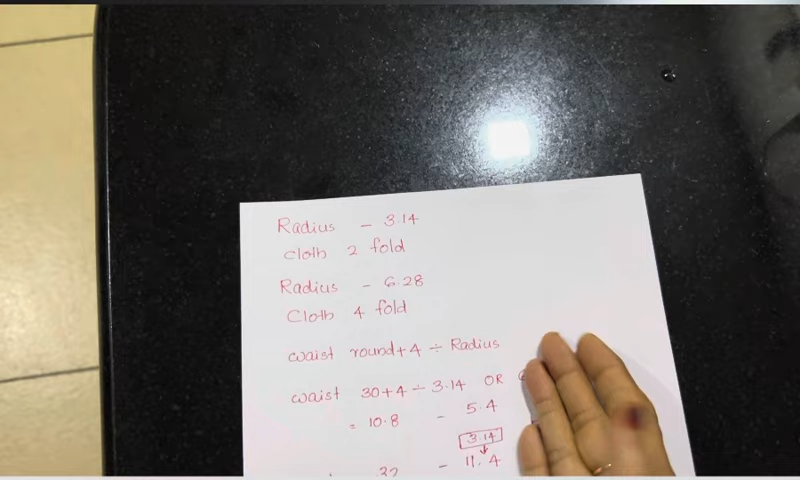 Radius - 3.14
Cloth 2 fold
Radius - 6.28
Cloth 4 fold
waist round+4 ÷ Radius
waist 30+4 ÷ 3.14 OR
= 10.8 - 5.4
3.14
↓
32 - 11.4